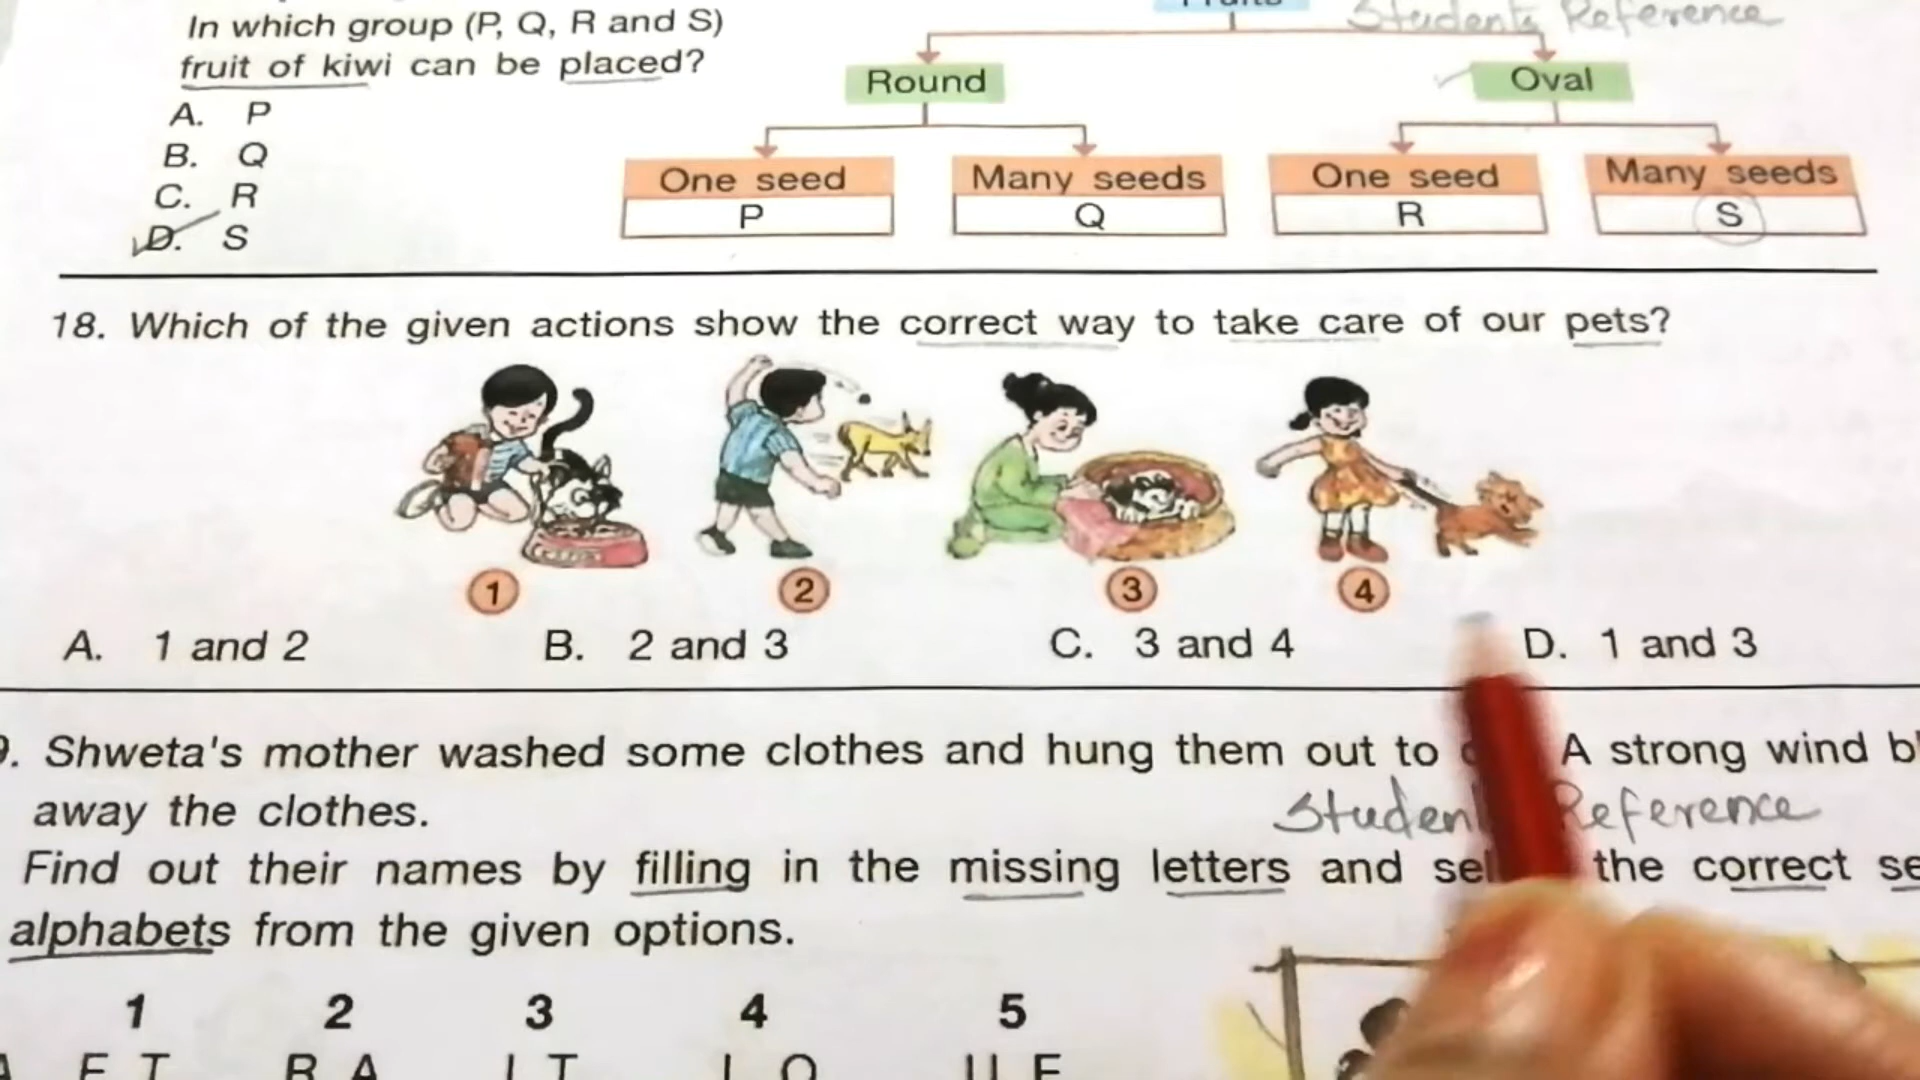 Students Reference
In which group (P, Q, R and S)
fruit of kiwi can be placed?
A. P
B. Q
C. R
D. S
Fruits
Round
Oval
One seed
Many seeds
One seed
Many seeds
P
Q
R
S
18. Which of the given actions show the correct way to take care of our pets?
1
2
3
4
A. 1 and 2
B. 2 and 3
C. 3 and 4
D. 1 and 3
Shweta's mother washed some clothes and hung them out to A strong wind
away the clothes.
Reference
Find out their names by filling in the missing letters and the correct
alphabets from the given options.
1 2 3 4 5